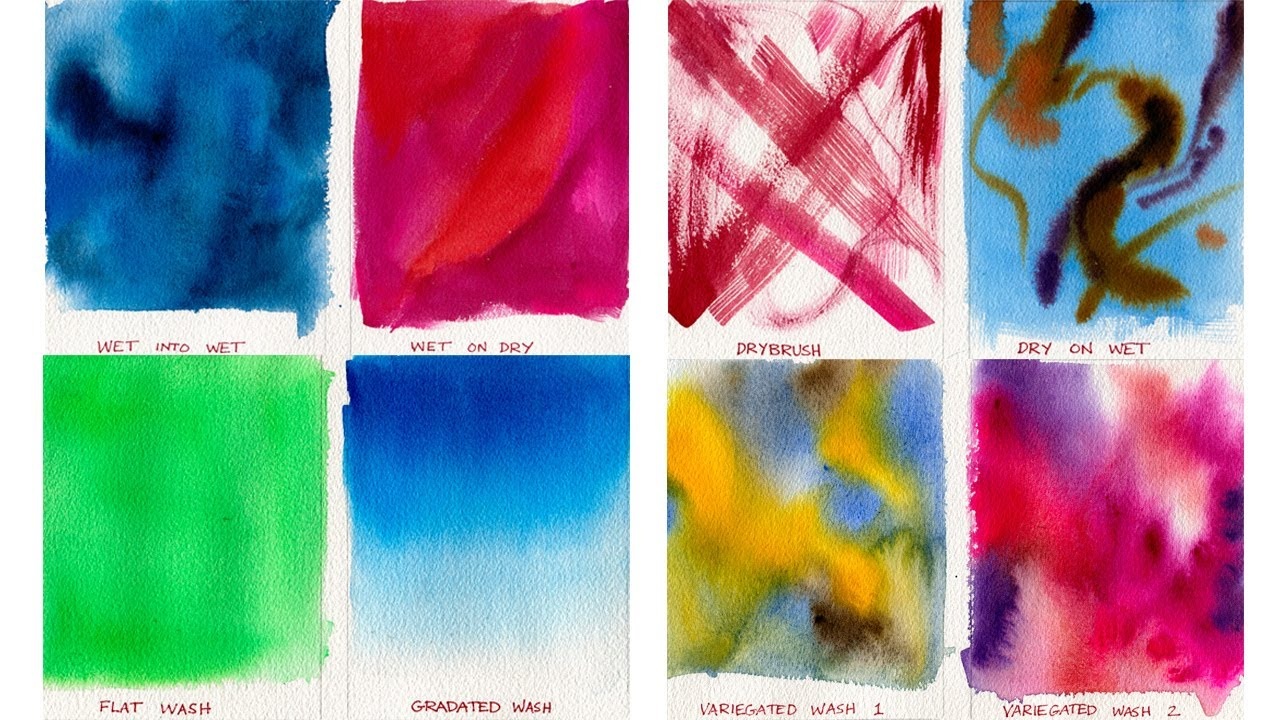 WET INTO WET
WET ON DRY
DRYBRUSH
DRY ON WET
FLAT WASH
GRADATED WASH
VARIEGATED WASH 1
VARIEGATED WASH 2